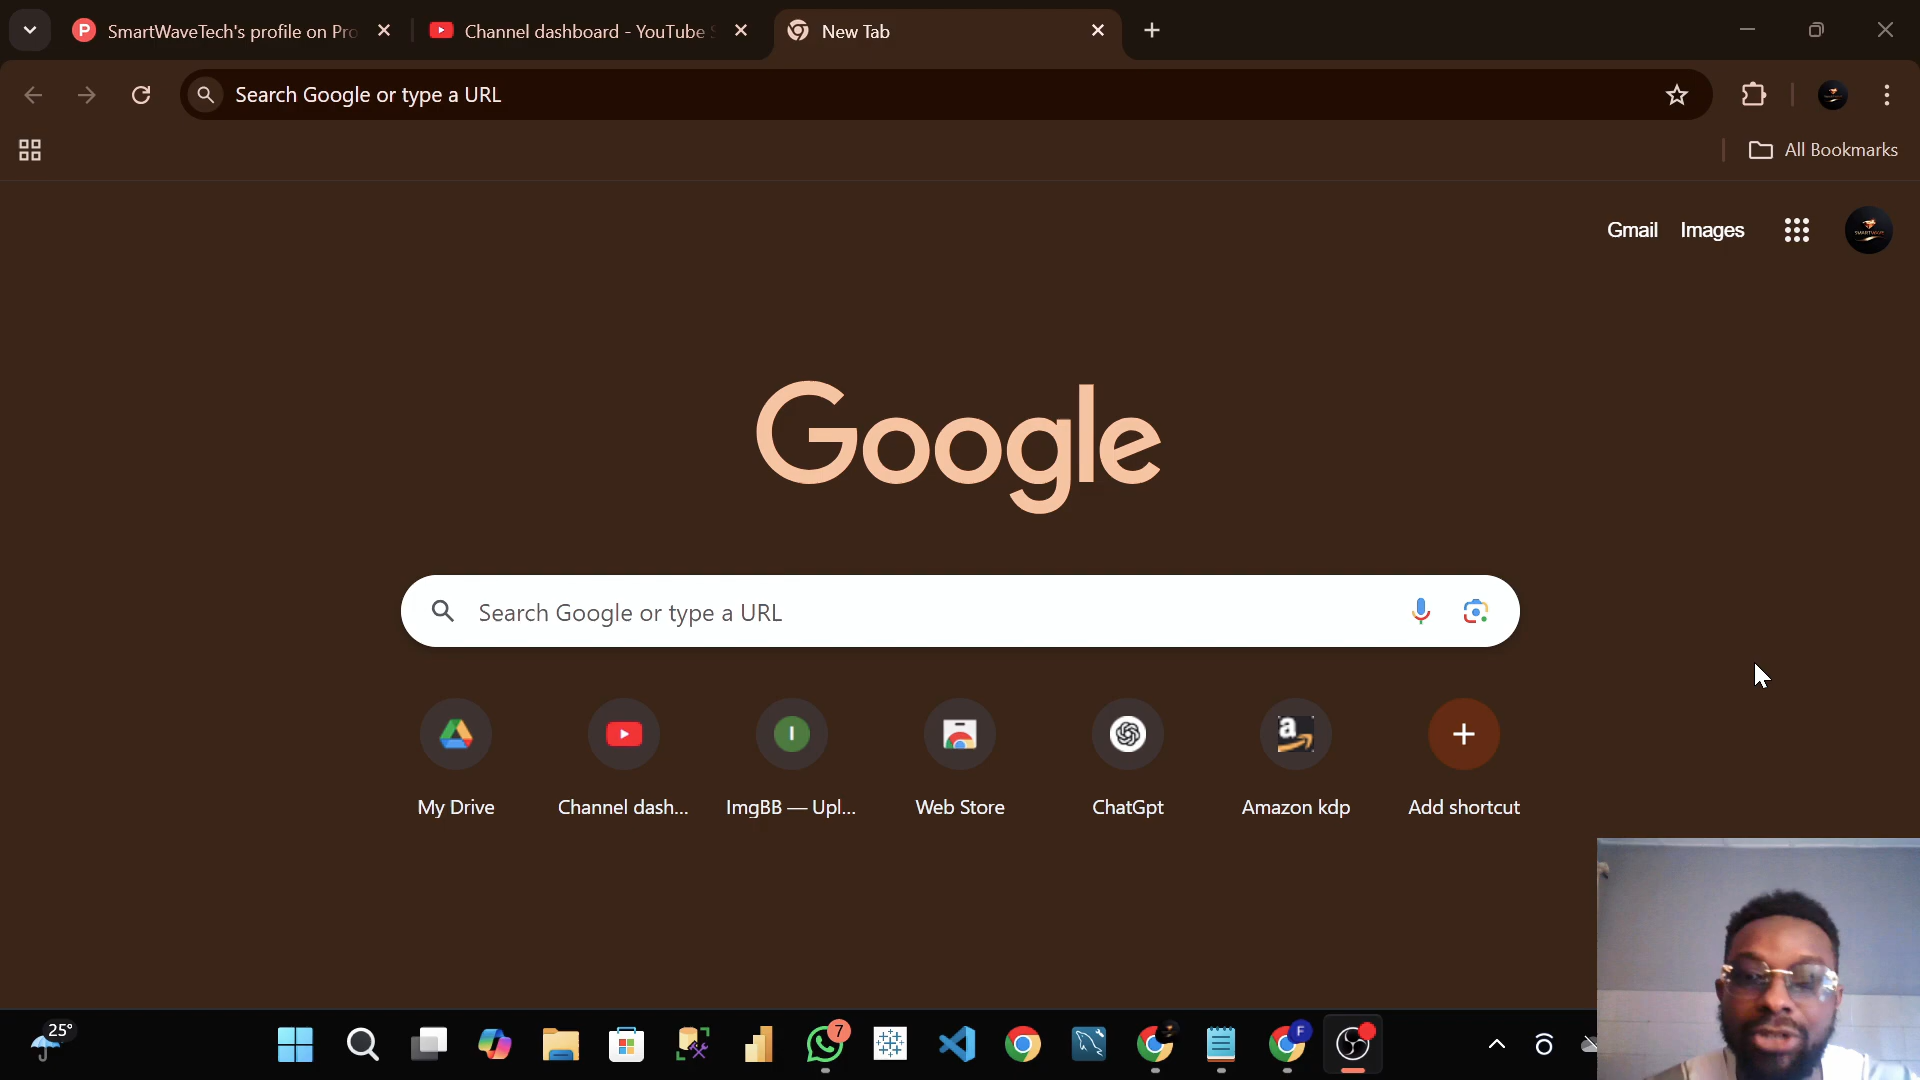 SmartWaveTech's profile on Pro
Channel dashboard - YouTube S
New Tab
Search Google or type a URL
All Bookmarks
Gmail
Images
Google
Search Google or type a URL
My Drive
Channel dash...
ImgBB — Upl...
Web Store
ChatGpt
Amazon kdp
Add shortcut
25°
7
F